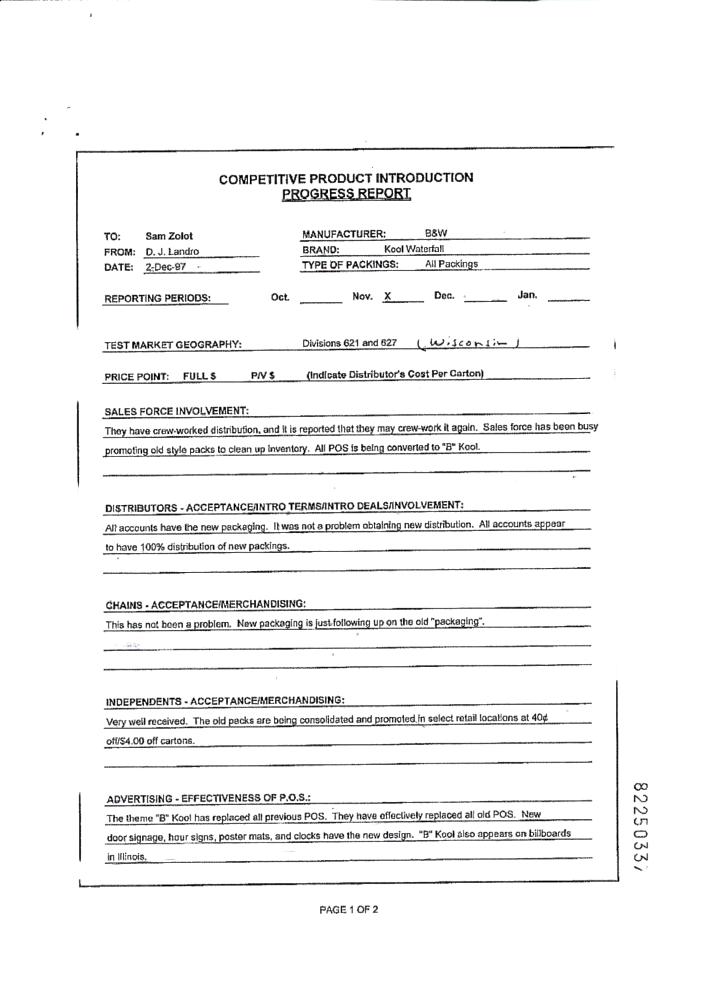 COMPETITIVE PRODUCT INTRODUCTION
PROGRESS REPORT
TO: Sam Zolot
MANUFACTURER: B&W
FROM: D. J. Landro
BRAND: Kool Waterfall
DATE: 2-Dec-97
TYPE OF PACKINGS: All Packings
REPORTING PERIODS: Oct. Nov. X Dec. Jan.
TEST MARKET GEOGRAPHY: Divisions 621 and 627 (Wisconsin)
PRICE POINT: FULL $ P/V $ (Indicate Distributor's Cost Per Carton)
SALES FORCE INVOLVEMENT:
They have crew-worked distribution, and it is reported that they may crew-work it again. Sales force has been busy
promoting old style packs to clean up inventory. All POS is being converted to "B" Kool.
DISTRIBUTORS - ACCEPTANCE/INTRO TERMS/INTRO DEALS/INVOLVEMENT:
All accounts have the new packaging. It was not a problem obtaining new distribution. All accounts appear
to have 100% distribution of new packings.
CHAINS - ACCEPTANCE/MERCHANDISING:
This has not been a problem. New packaging is just following up on the old "packaging".
INDEPENDENTS - ACCEPTANCE/MERCHANDISING:
Very well received. The old packs are being consolidated and promoted in select retail locations at 40¢
off/$4.00 off cartons.
ADVERTISING - EFFECTIVENESS OF P.O.S.:
The theme "B" Kool has replaced all previous POS. They have effectively replaced all old POS. New
door signage, hour signs, poster mats, and clocks have the new design. "B" Kool also appears on billboards
in Illinois.
PAGE 1 OF 2